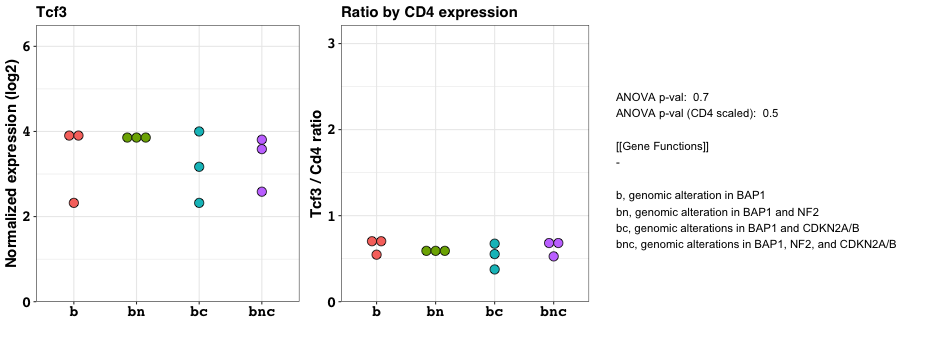 Tcf3
Normalized expression (log2)
6
4
2
0
b bn bc bnc
Ratio by CD4 expression
Tcf3 / Cd4 ratio
3
2
1
0
b bn bc bnc
ANOVA p-val: 0.7
ANOVA p-val (CD4 scaled): 0.5
[[Gene Functions]]
-
b, genomic alteration in BAP1
bn, genomic alteration in BAP1 and NF2
bc, genomic alterations in BAP1 and CDKN2A/B
bnc, genomic alterations in BAP1, NF2, and CDKN2A/B